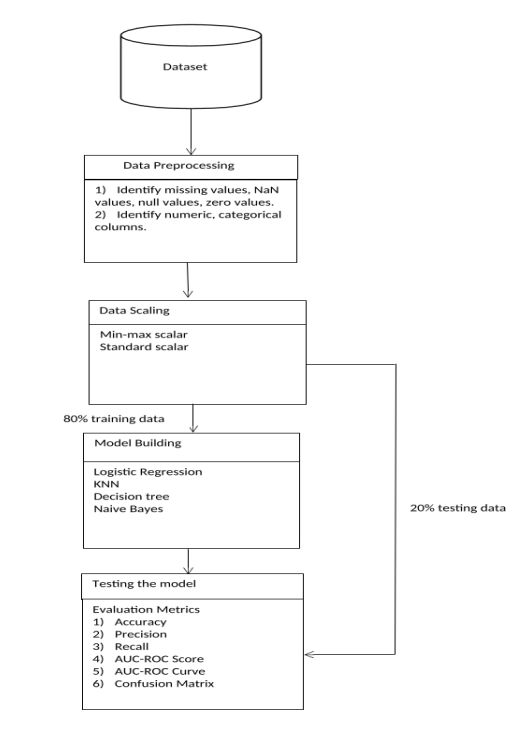 Dataset
Data Preprocessing
1) Identify missing values, NaN
values, null values, zero values.
2) Identify numeric, categorical
columns.
Data Scaling
Min-max scalar
Standard scalar
80% training data
Model Building
Logistic Regression
KNN
Decision tree
Naive Bayes
20% testing data
Testing the model
Evaluation Metrics
1) Accuracy
2) Precision
3) Recall
4) AUC-ROC Score
5) AUC-ROC Curve
6) Confusion Matrix